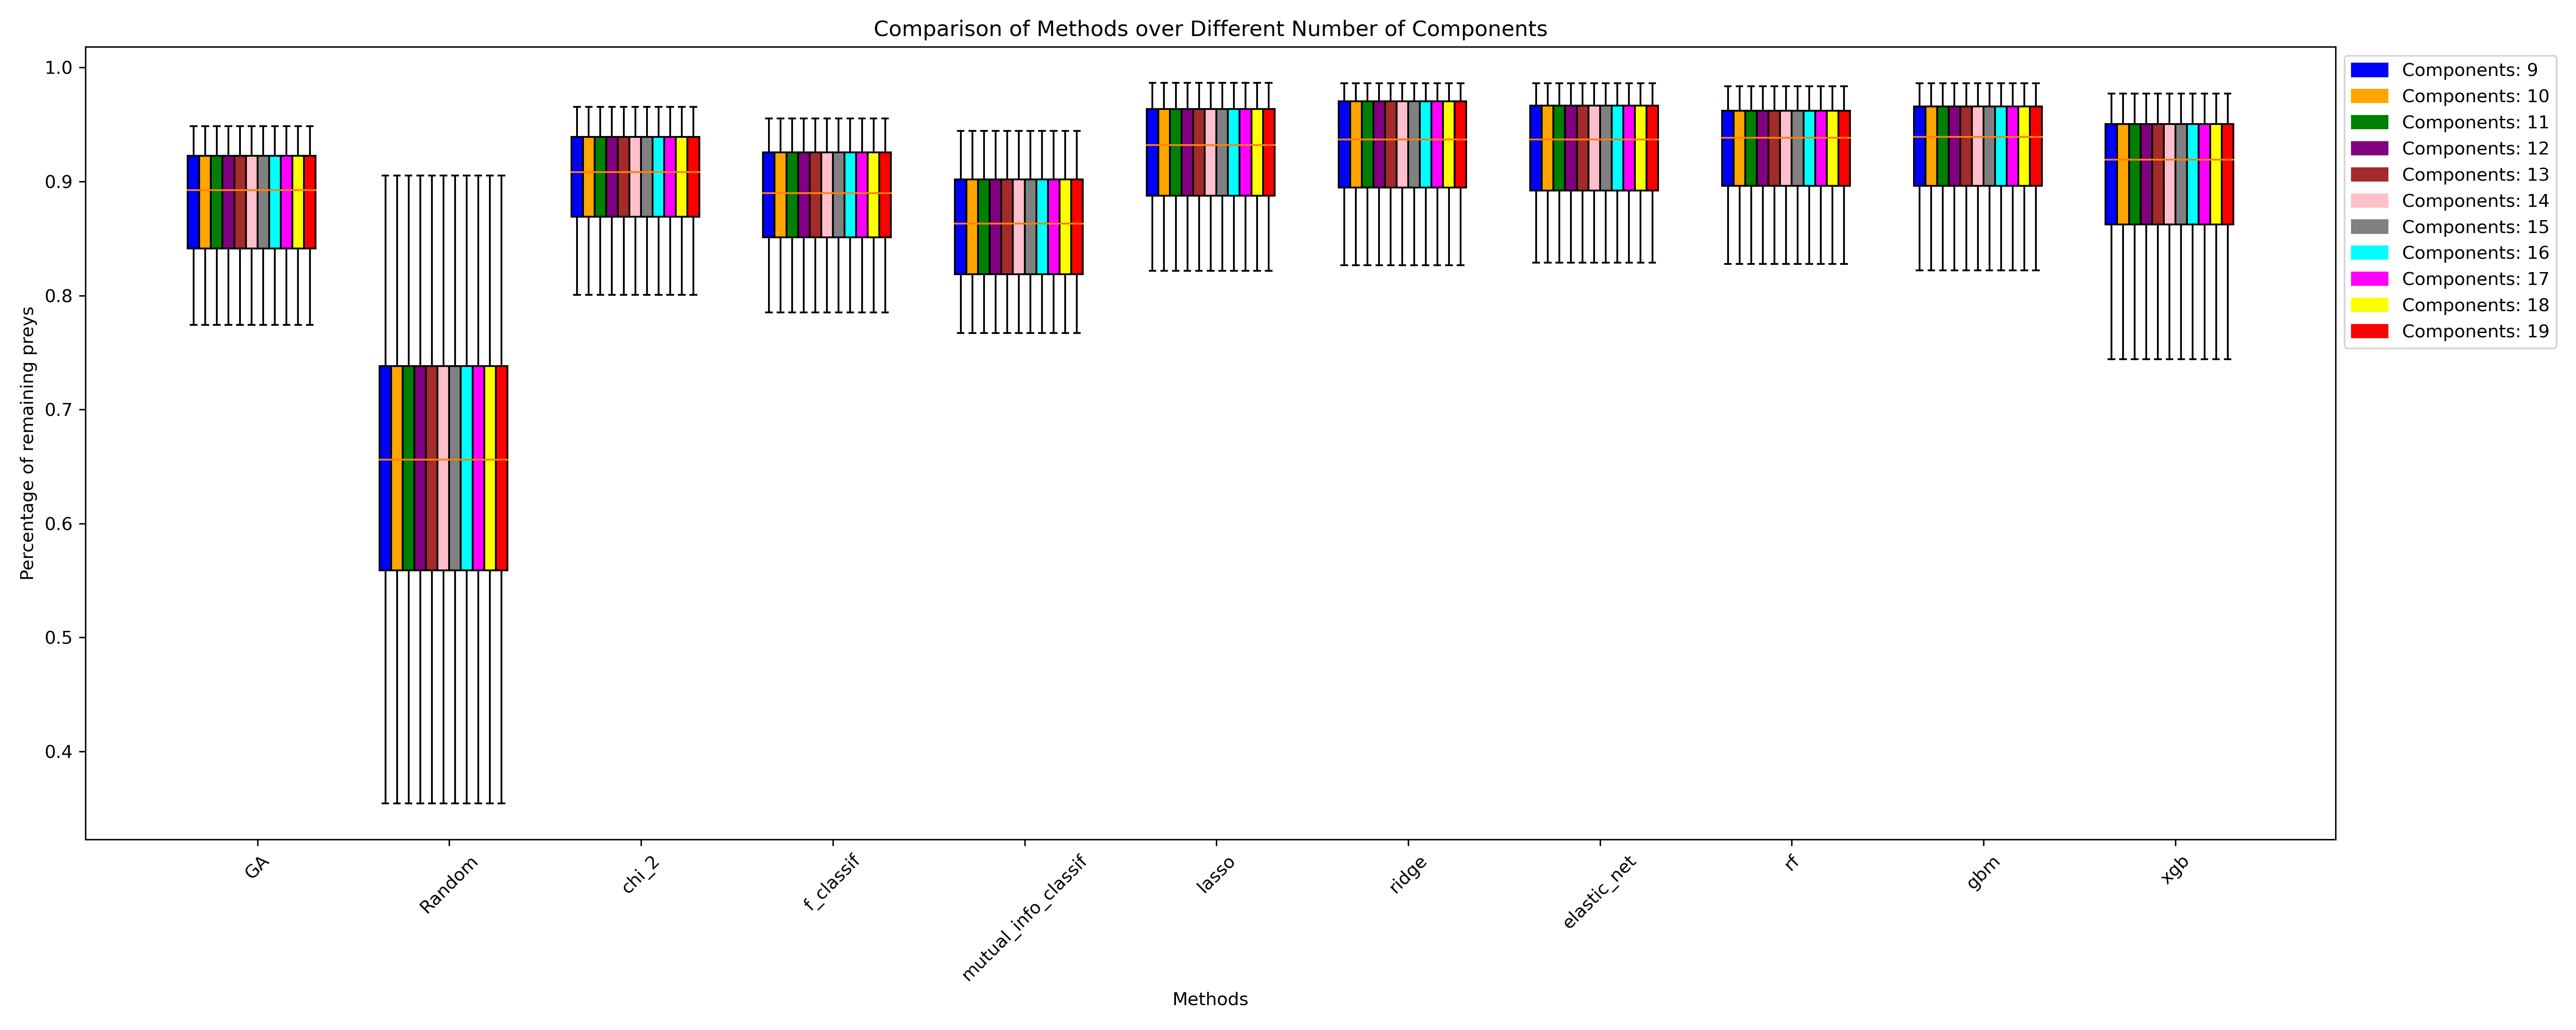 Comparison of Methods over Different Number of Components
Percentage of remaining preys
1.0
0.9
0.8
0.7
0.6
0.5
0.4
GA
Random
chi_2
f_classif
mutual_info_classif
lasso
ridge
elastic_net
rf
gbm
xgb
Methods
Components: 9
Components: 10
Components: 11
Components: 12
Components: 13
Components: 14
Components: 15
Components: 16
Components: 17
Components: 18
Components: 19